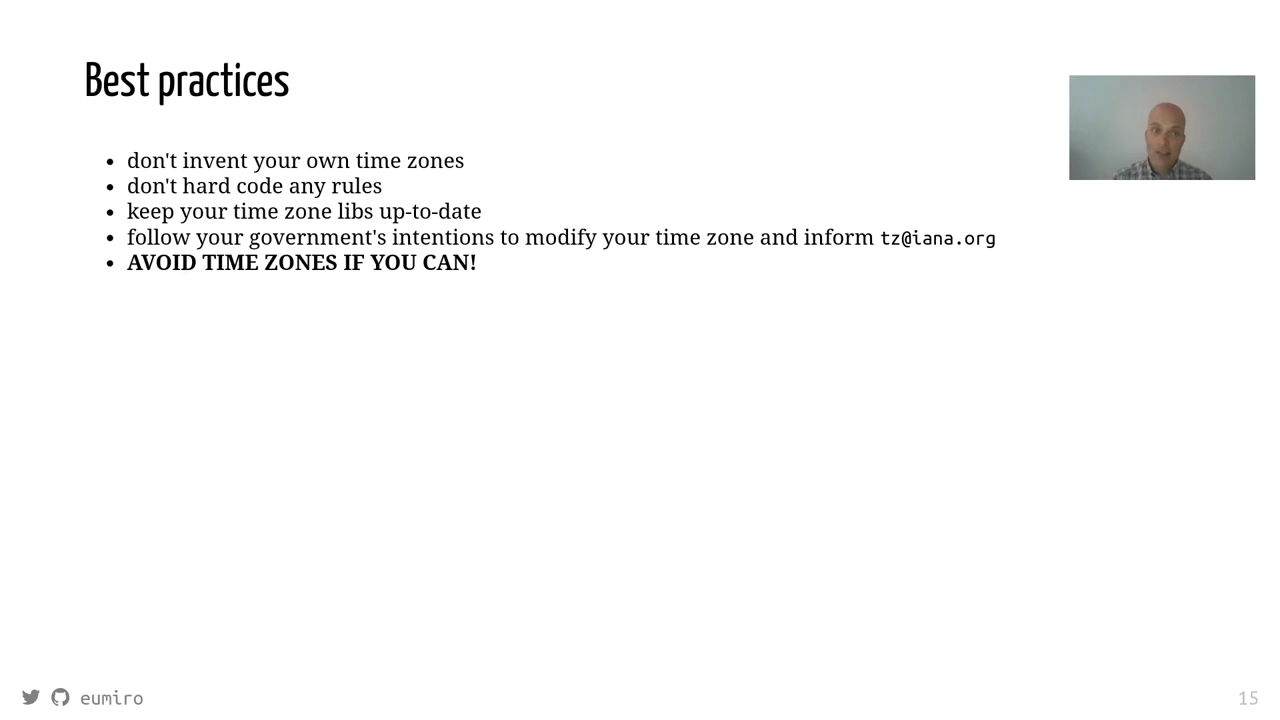 Best practices
• don't invent your own time zones
• don't hard code any rules
• keep your time zone libs up-to-date
• follow your government's intentions to modify your time zone and inform tz@iana.org
• AVOID TIME ZONES IF YOU CAN!
eumiro
15